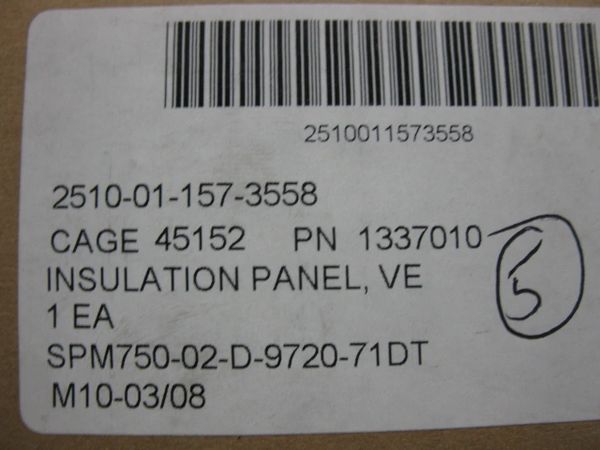 2510011573558
2510-01-157-3558
CAGE 45152 PN 1337010
INSULATION PANEL, VE
5
1 EA
SPM750-02-D-9720-71DT
M10-03/08